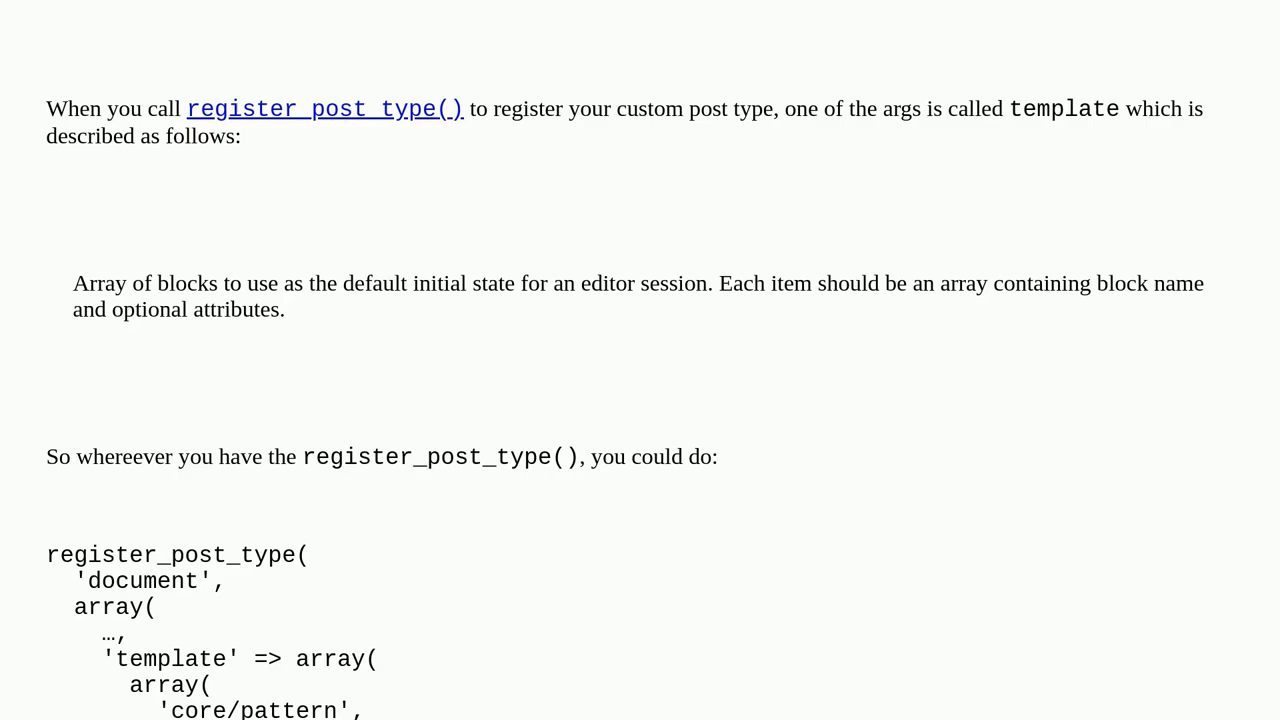 When you call register_post_type() to register your custom post type, one of the args is called template which is
described as follows:
Array of blocks to use as the default initial state for an editor session. Each item should be an array containing block name
and optional attributes.
So whereever you have the register_post_type(), you could do:
register_post_type(
  'document',
  array(
    …,
    'template' => array(
      array(
        'core/pattern',